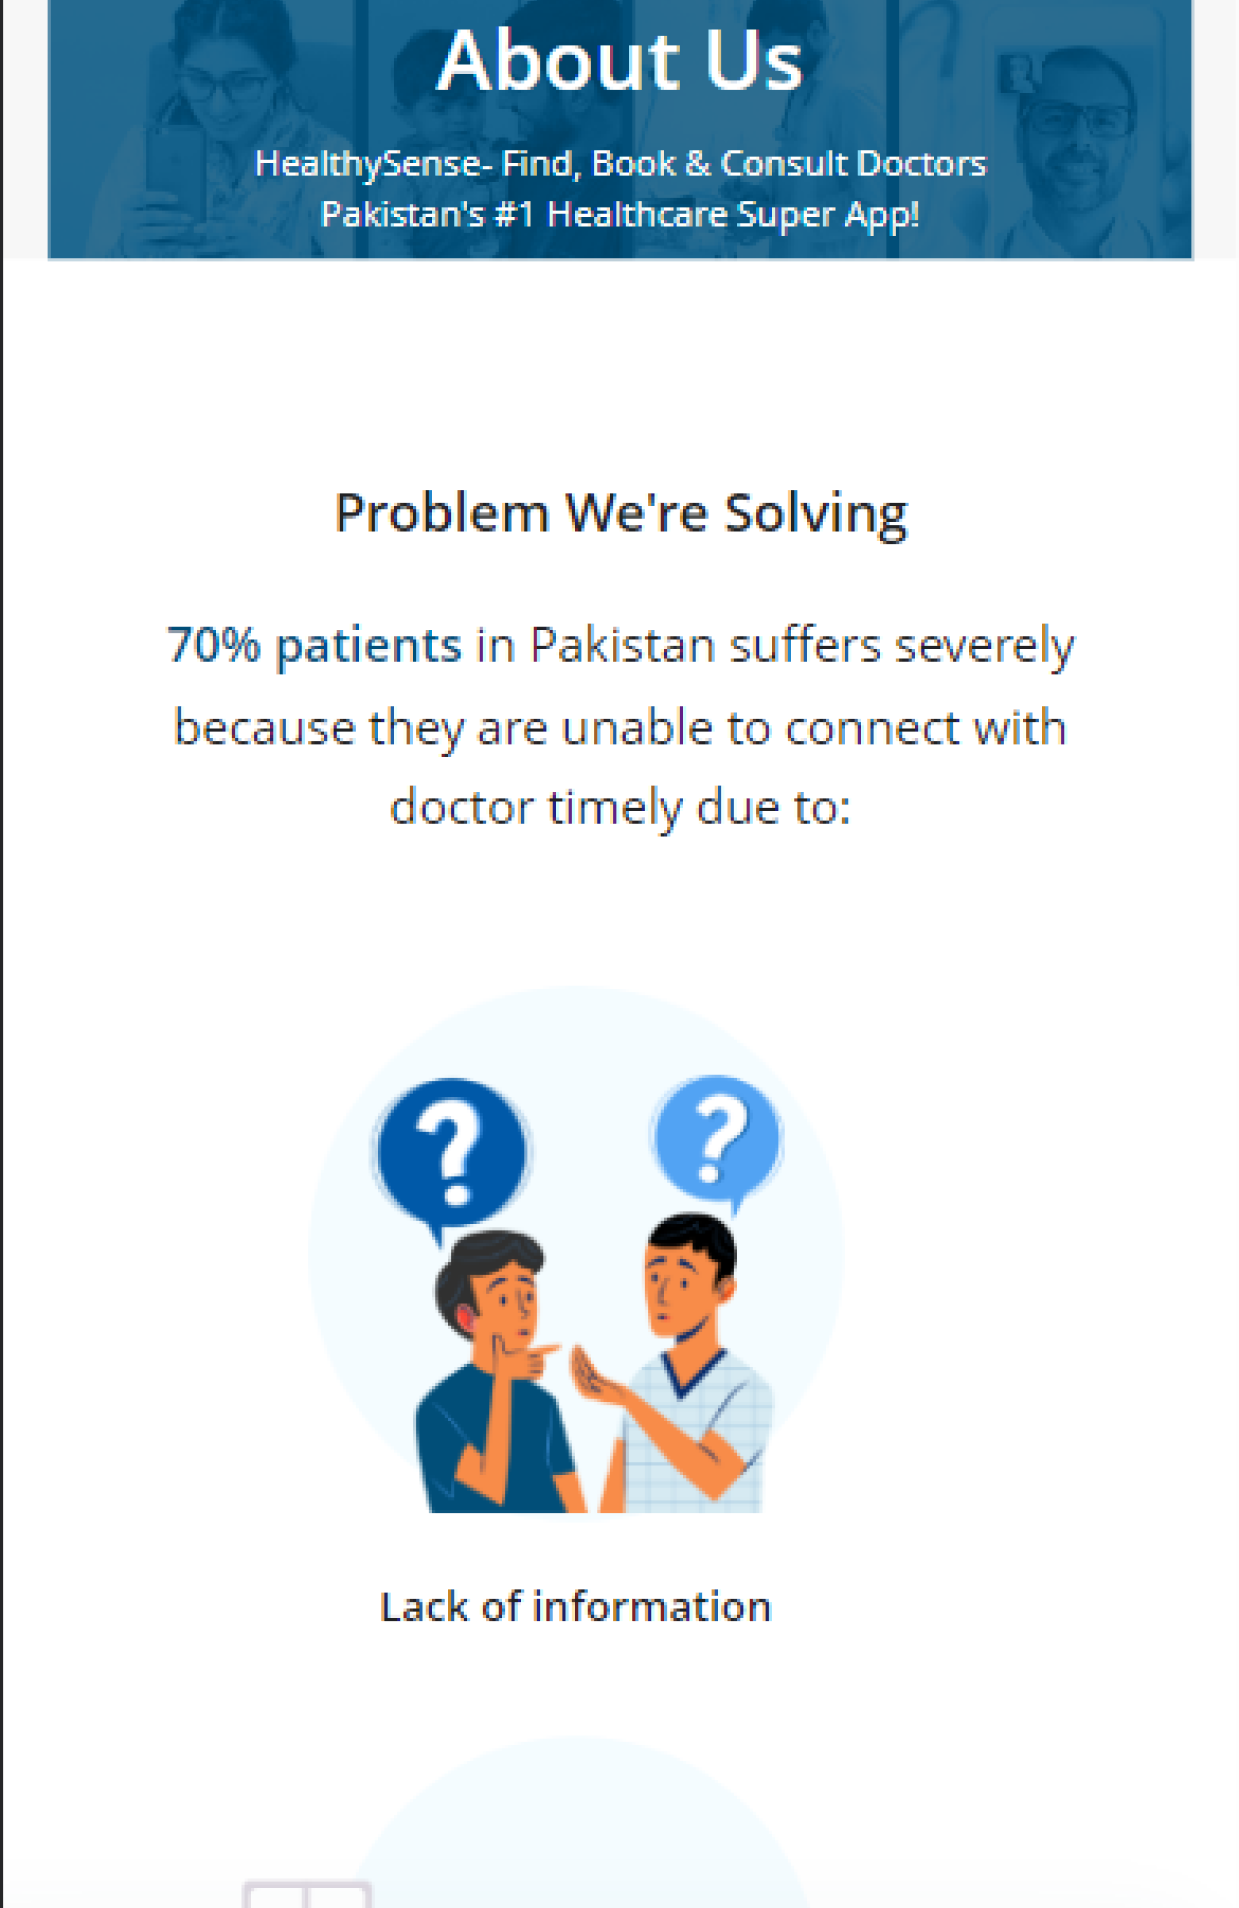 About Us
HealthySense- Find, Book & Consult Doctors
Pakistan's #1 Healthcare Super App!
Problem We're Solving
70% patients in Pakistan suffers severely
because they are unable to connect with
doctor timely due to:
?
?
Lack of information